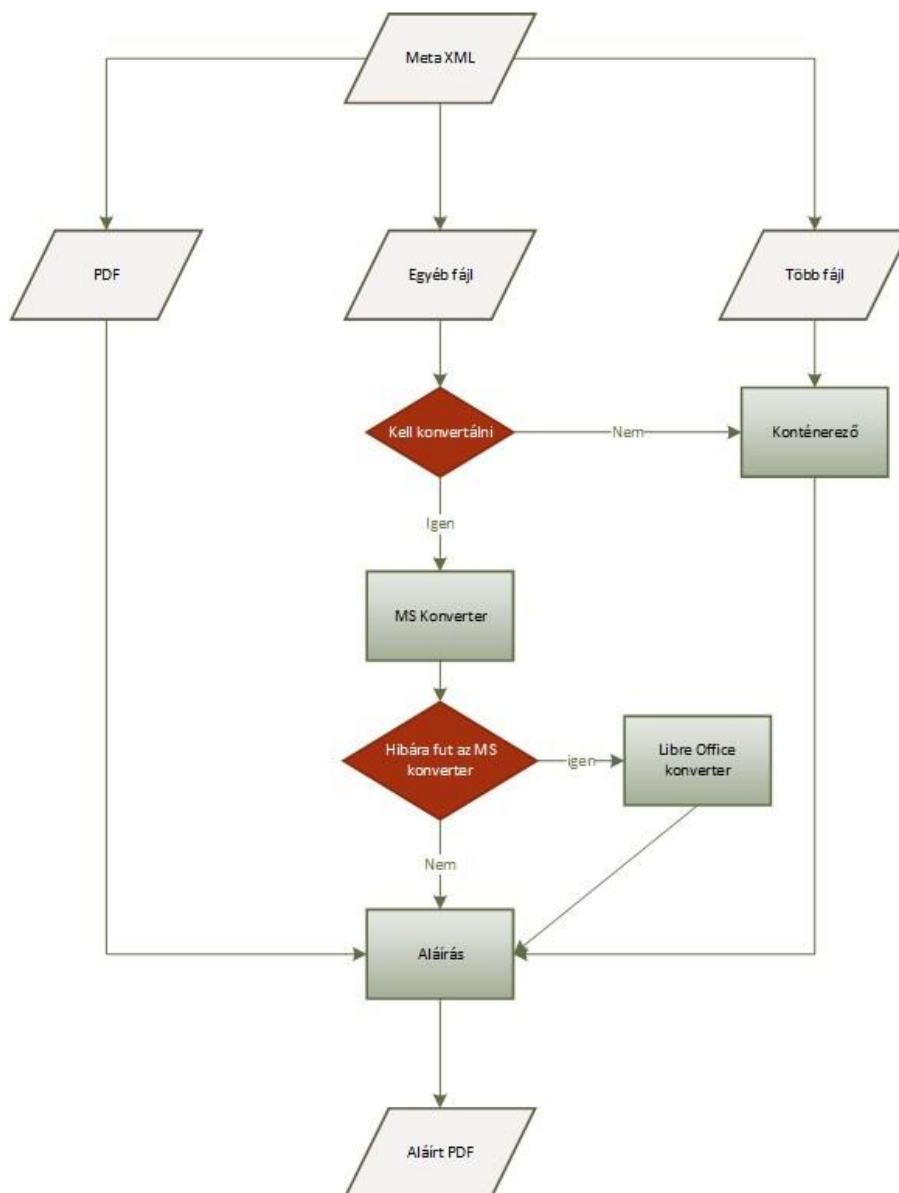 Meta XML
PDF
Egyéb fájl
Több fájl
Kell konvertálni
Nem
Konténerező
Igen
MS Konverter
Hibára fut az MS
konverter
igen
Libre Office
konverter
Nem
Aláírás
Aláírt PDF